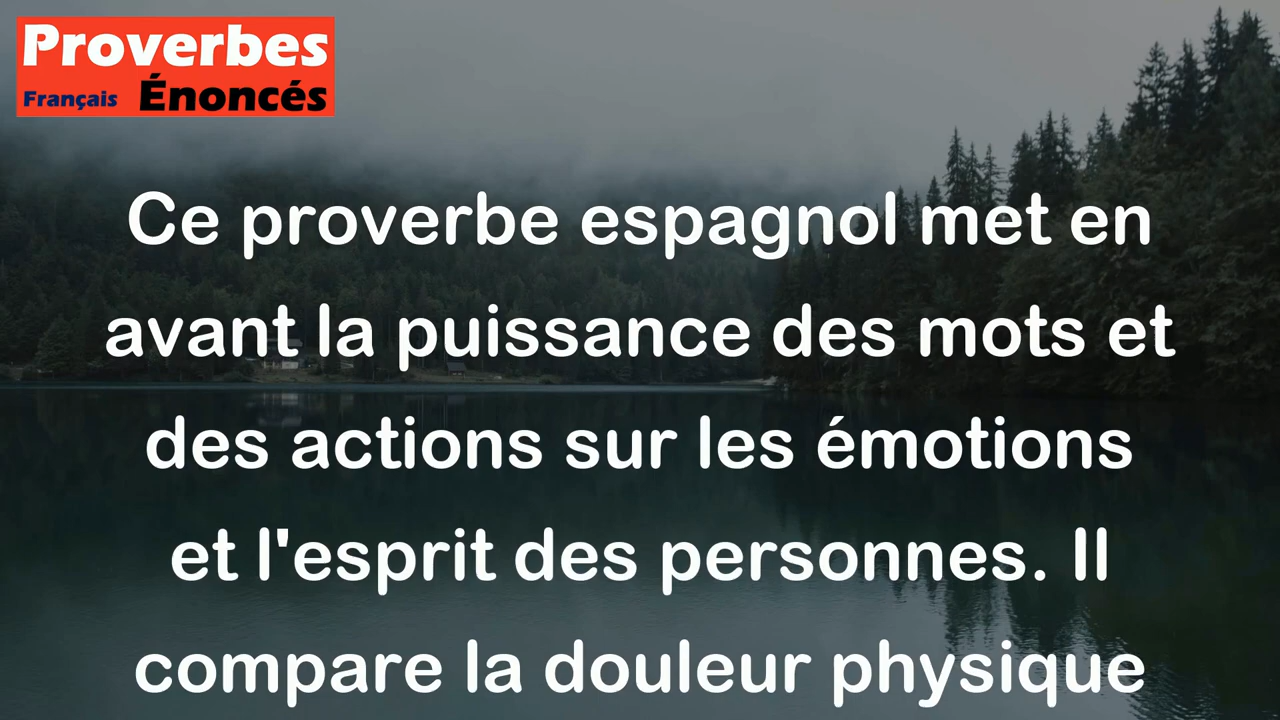 Proverbes
Français Énoncés
Ce proverbe espagnol met en
avant la puissance des mots et
des actions sur les émotions
et l'esprit des personnes. Il
compare la douleur physique